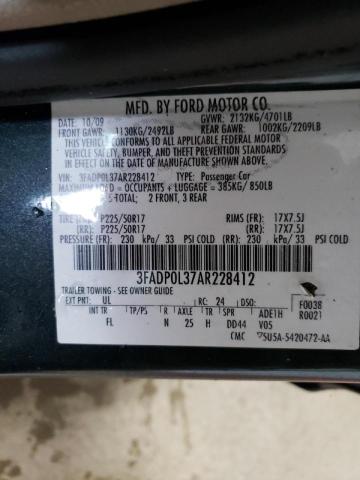 MFD. BY FORD MOTOR CO.
DATE: 10/09 GVWR: 2132KG/4701LB
FRONT GAWR: 1130KG/2492LB REAR GAWR: 1002KG/2209LB
THIS VEHICLE CONFORMS TO ALL APPLICABLE FEDERAL MOTOR
VEHICLE SAFETY, BUMPER, AND THEFT PREVENTION STANDARDS
IN EFFECT ON THE DATE OF MANUFACTURE SHOWN ABOVE.
VIN: 3FADP0L37AR228412 TYPE: Passenger Car
MAXIMUM LOAD = OCCUPANTS + LUGGAGE = 385KG/ 850LB
5 TOTAL: 2 FRONT, 3 REAR
TIRE P225/50R17 RIMS (FF) : 17X7.5J
P225/50R17 (RR) : 17X7.5J
PRESSURE (FF) : 230 kPa/ 33 PSI COLD (RR) : 230 kPa/ 33 PSI COLD
3FADP0L37AR228412
TRAILER TOWING - SEE OWNER GUIDE
EXT PNT: UL RC: 24 DSO: F0038
INT TR TP/PS R AXLE TR SPR ADE1H R0021
FL N 25 H DD44 V05
CMC 5U5A-5420472-AA